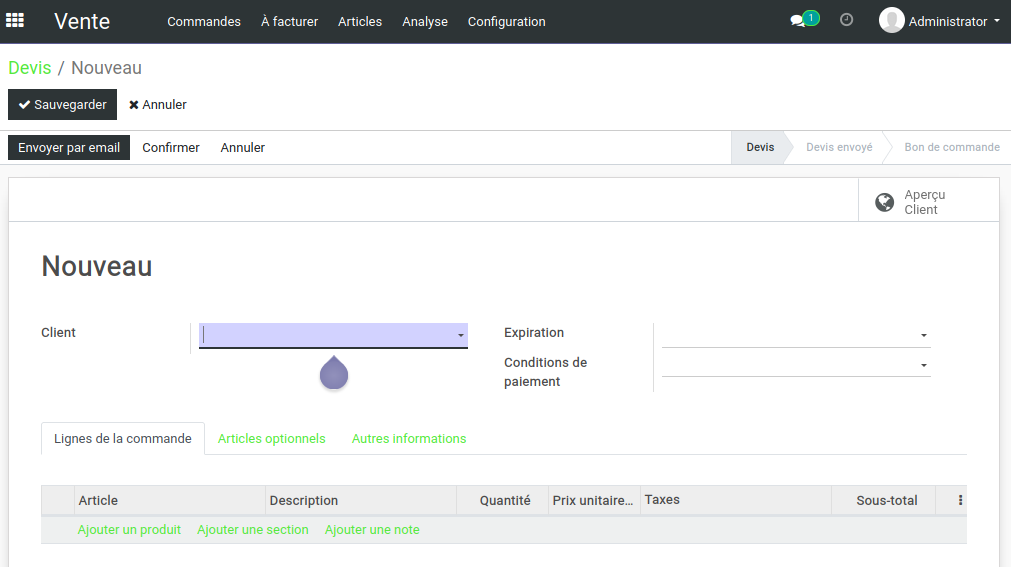 Vente Commandes À facturer Articles Analyse Configuration 1 Administrator
Devis / Nouveau
Sauvegarder Annuler
Envoyer par email Confirmer Annuler Devis Devis envoyé Bon de commande
Aperçu
Client
Nouveau
Client Expiration
Conditions de
paiement
Lignes de la commande Articles optionnels Autres informations
Article Description Quantité Prix unitaire... Taxes Sous-total
Ajouter un produit Ajouter une section Ajouter une note